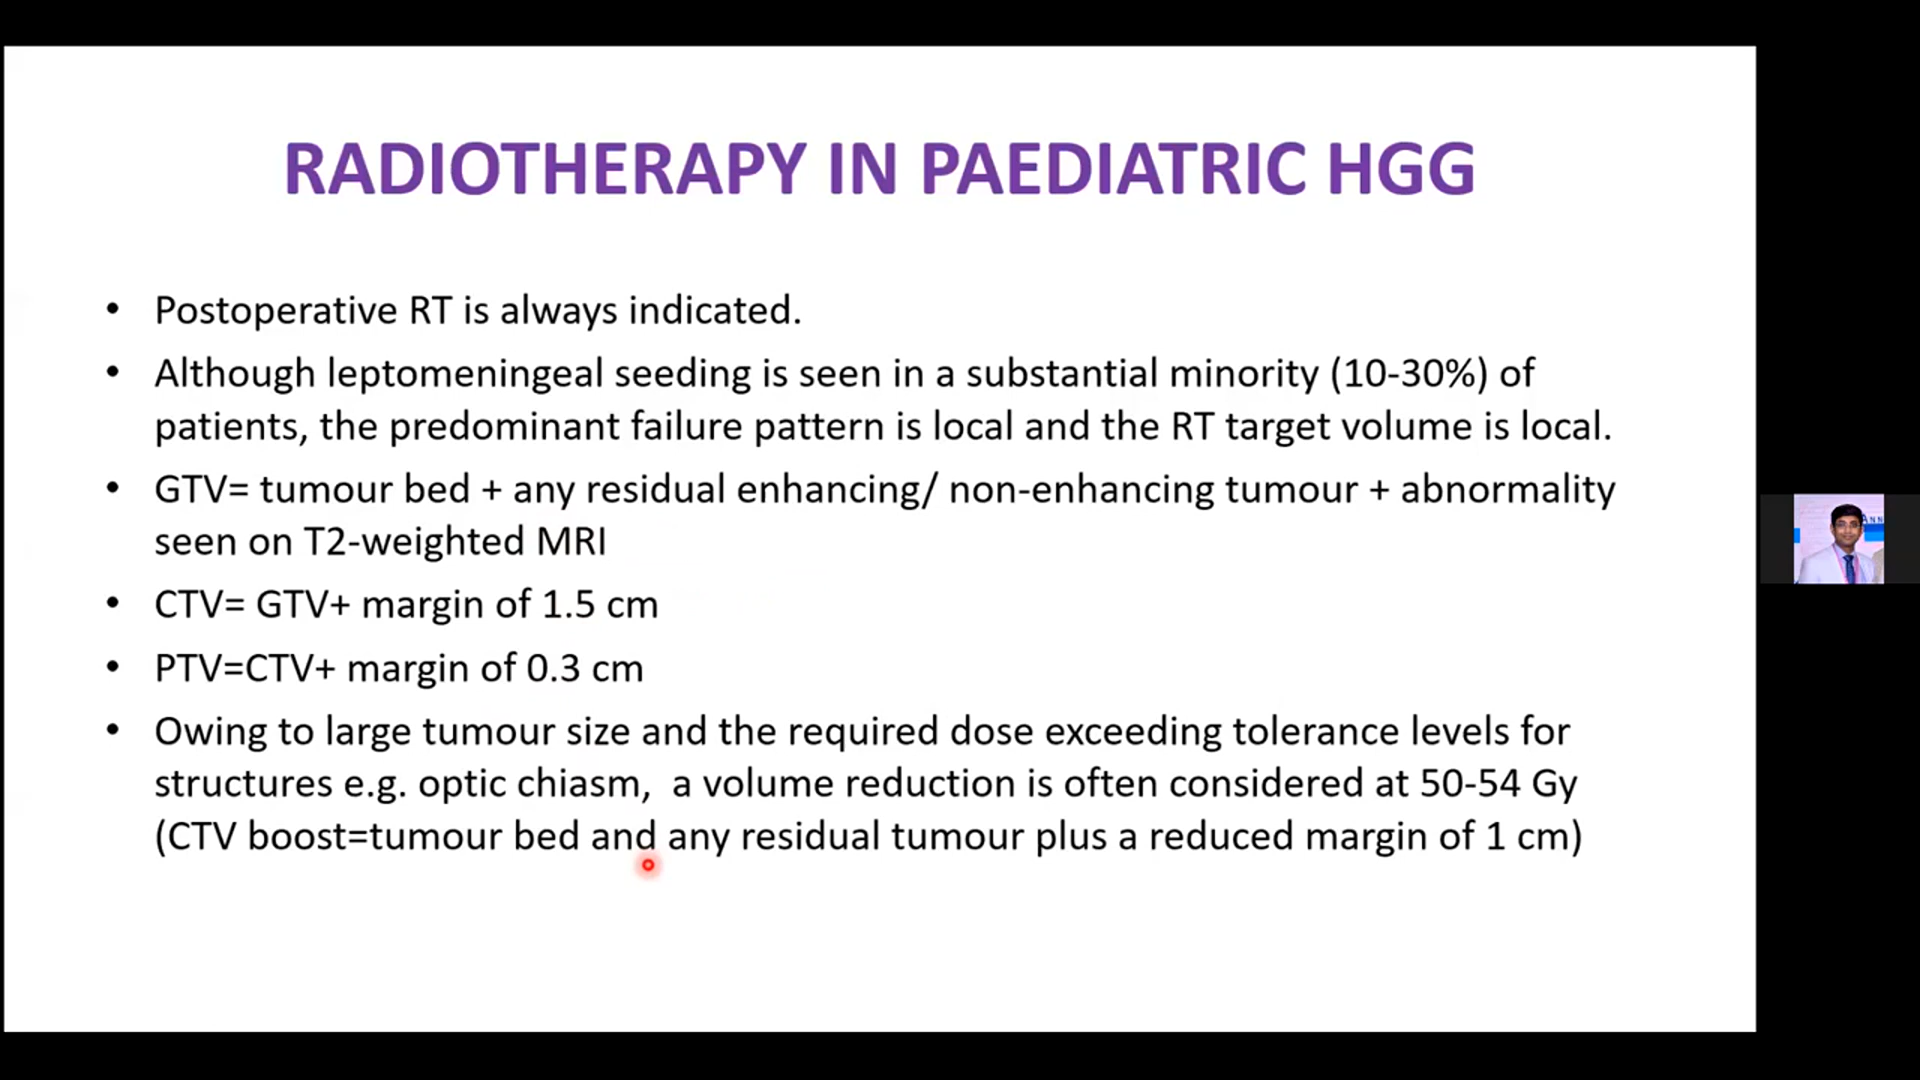 RADIOTHERAPY IN PAEDIATRIC HGG
• Postoperative RT is always indicated.
• Although leptomeningeal seeding is seen in a substantial minority (10-30%) of
patients, the predominant failure pattern is local and the RT target volume is local.
• GTV= tumour bed + any residual enhancing/ non-enhancing tumour + abnormality
seen on T2-weighted MRI
• CTV= GTV+ margin of 1.5 cm
• PTV=CTV+ margin of 0.3 cm
• Owing to large tumour size and the required dose exceeding tolerance levels for
structures e.g. optic chiasm,  a volume reduction is often considered at 50-54 Gy
(CTV boost=tumour bed and any residual tumour plus a reduced margin of 1 cm)